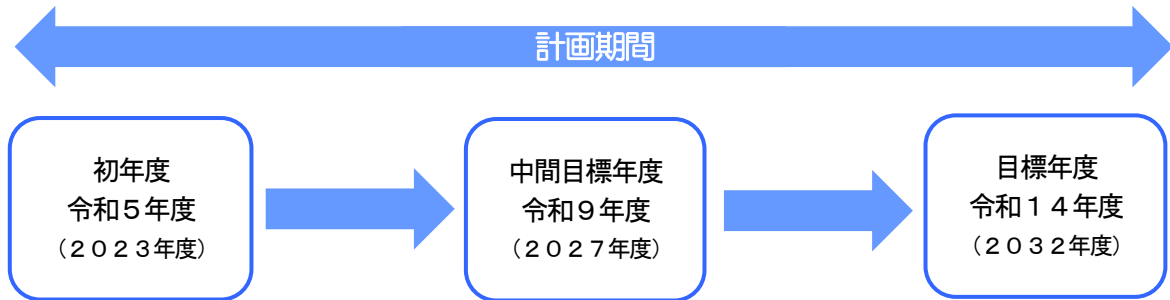 計画期間
初年度
令和５年度
（２０２３年度）
中間目標年度
令和９年度
（２０２７年度）
目標年度
令和１４年度
（２０３２年度）